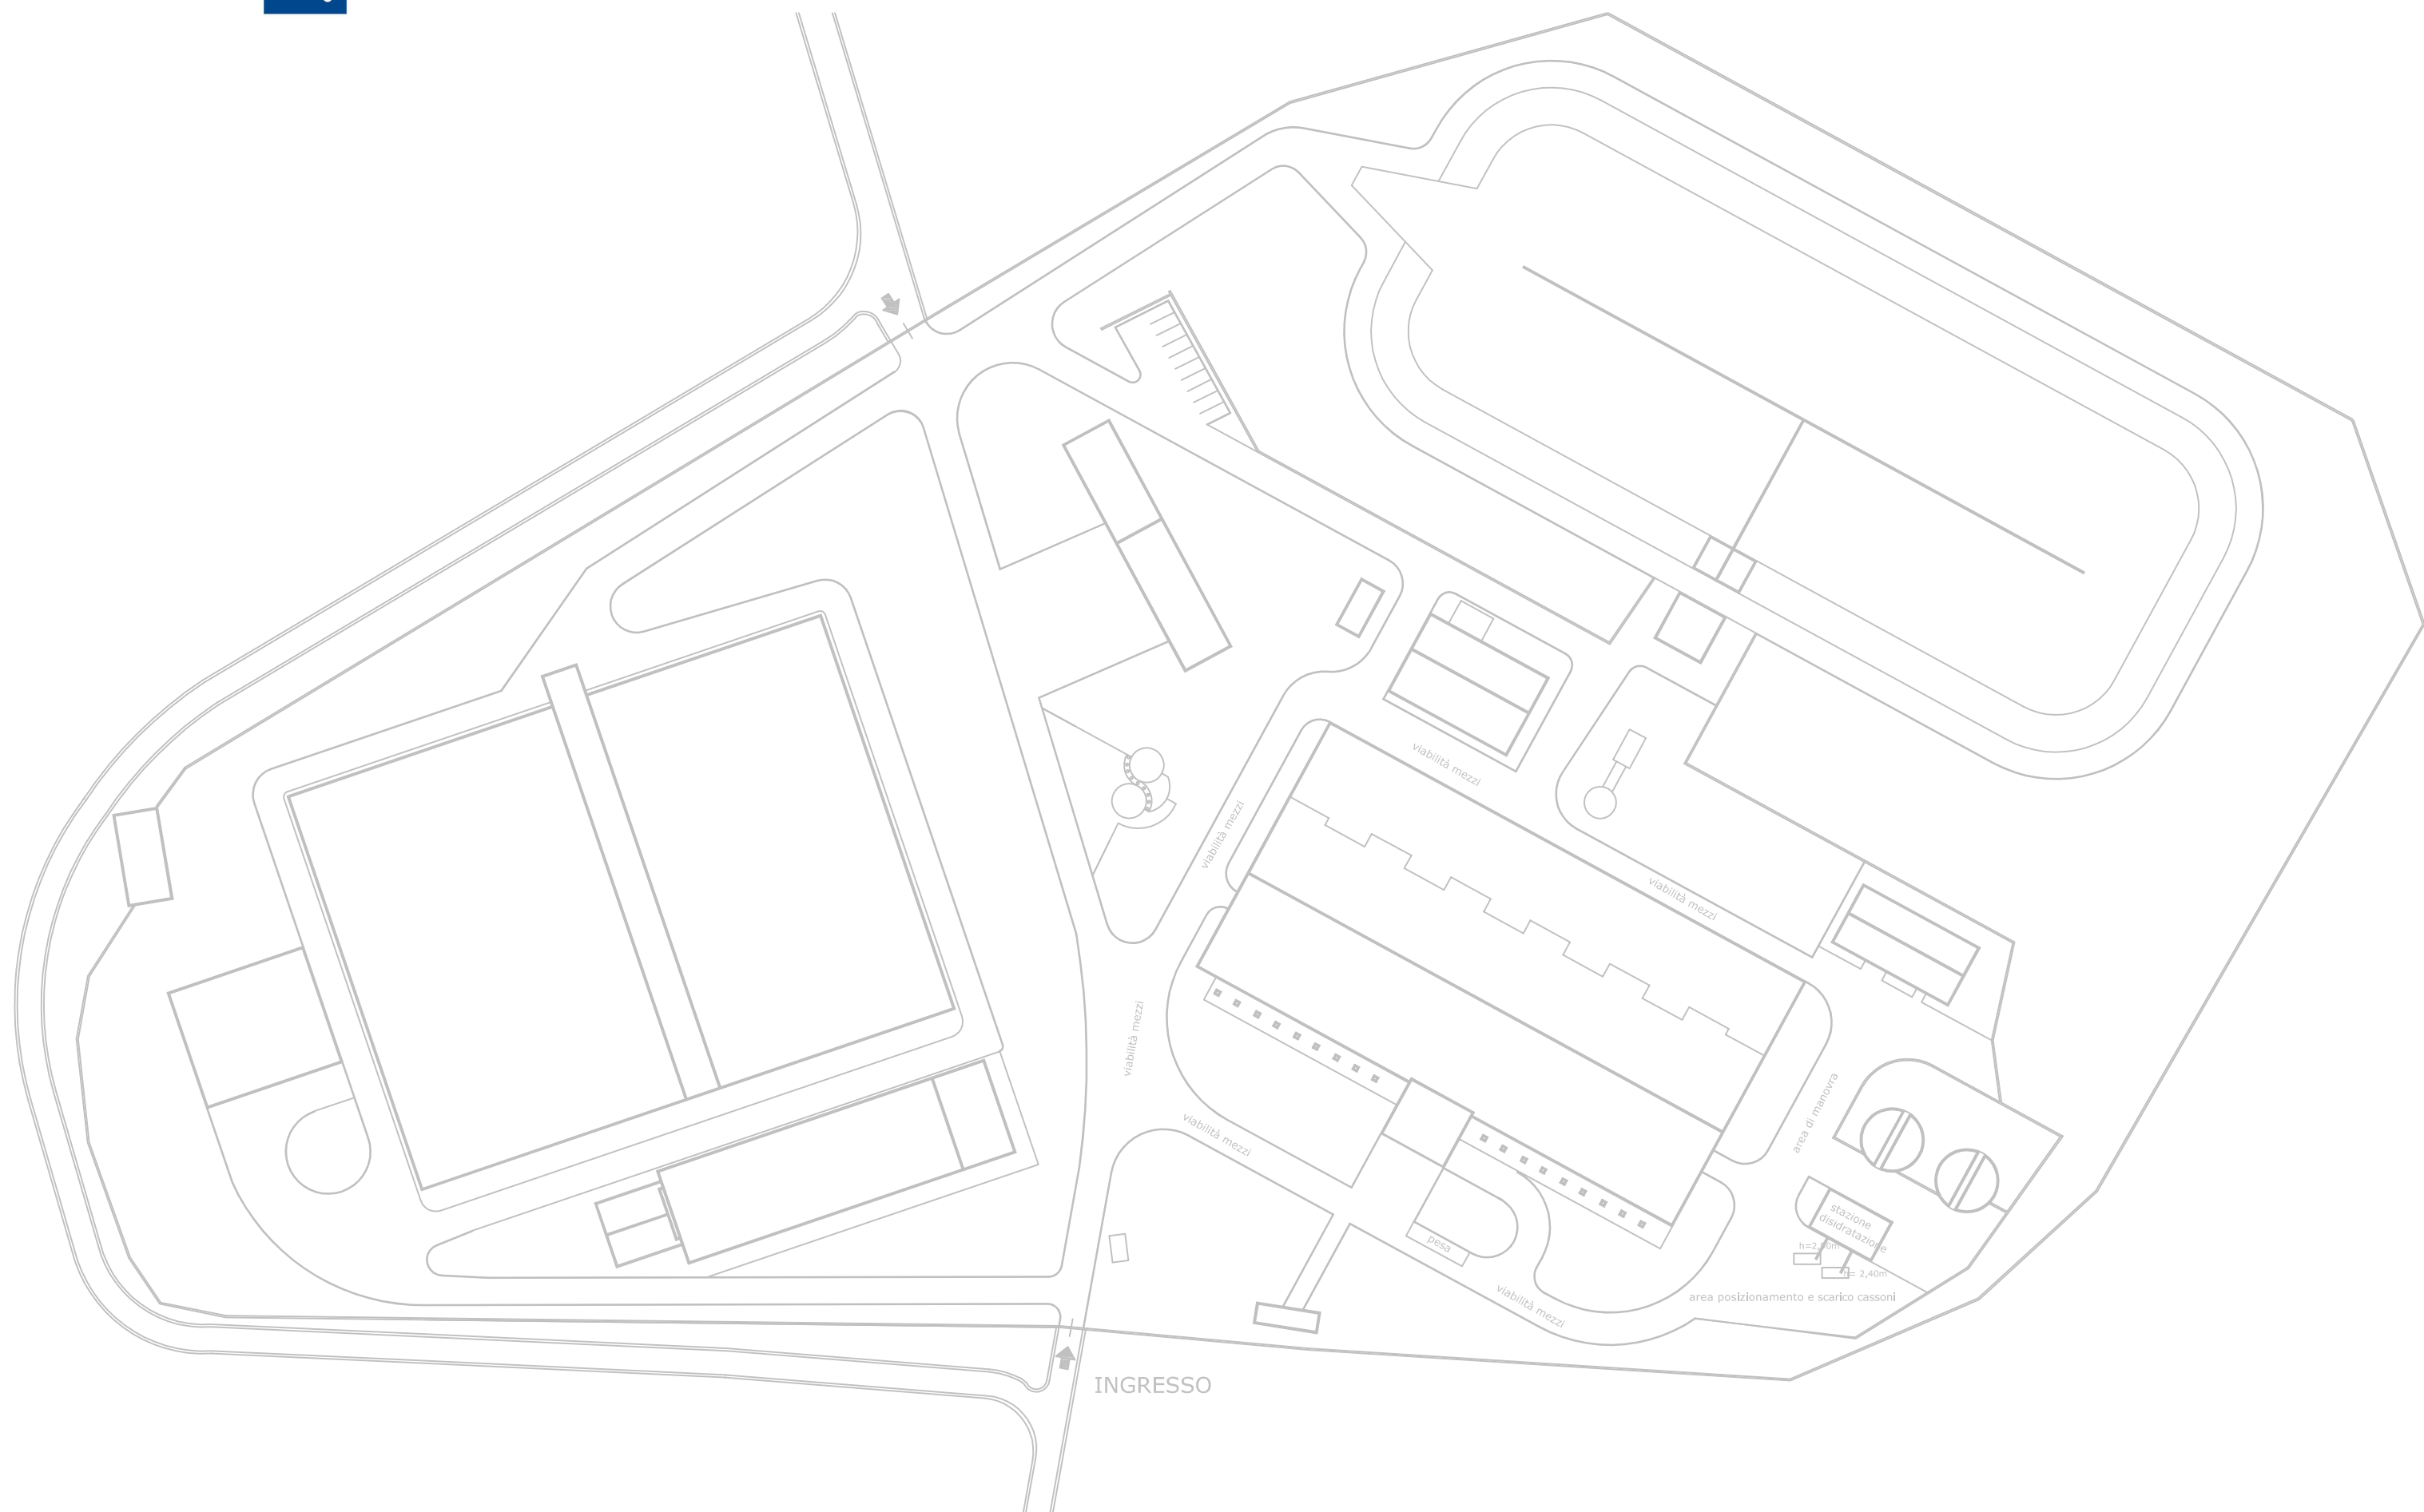 viabilità mezzi
viabilità mezzi
viabilità mezzi
viabilità mezzi
viabilità mezzi
area di manovra
stazione
disidratazione
pesa
h= 2,40m
viabilità mezzi
area posizionamento e scarico cassoni
INGRESSO